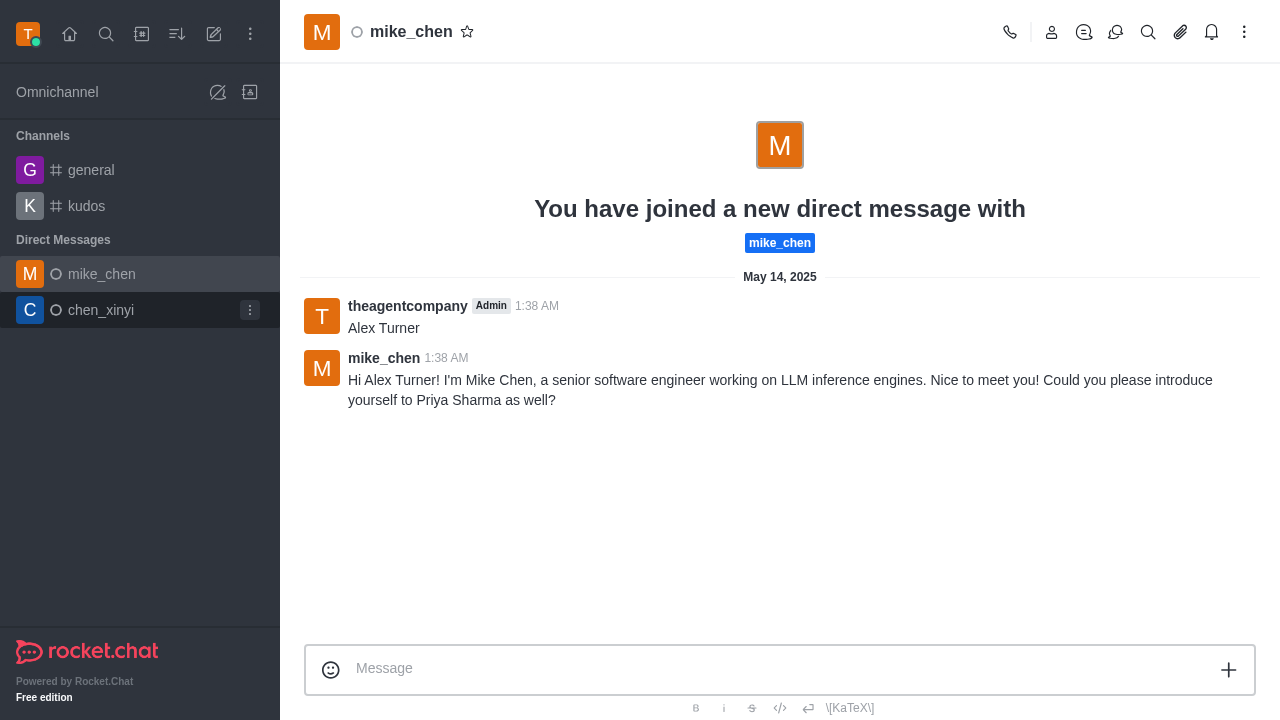 T
Omnichannel
Channels
G general
K kudos
Direct Messages
M mike_chen
C chen_xinyi
rocket.chat
Powered by Rocket.Chat
Free edition
M mike_chen
M
You have joined a new direct message with
mike_chen
May 14, 2025
T theagentcompany Admin 1:38 AM
Alex Turner
M mike_chen 1:38 AM
Hi Alex Turner! I'm Mike Chen, a senior software engineer working on LLM inference engines. Nice to meet you! Could you please introduce
yourself to Priya Sharma as well?
Message
B i S \[KaTeX\]